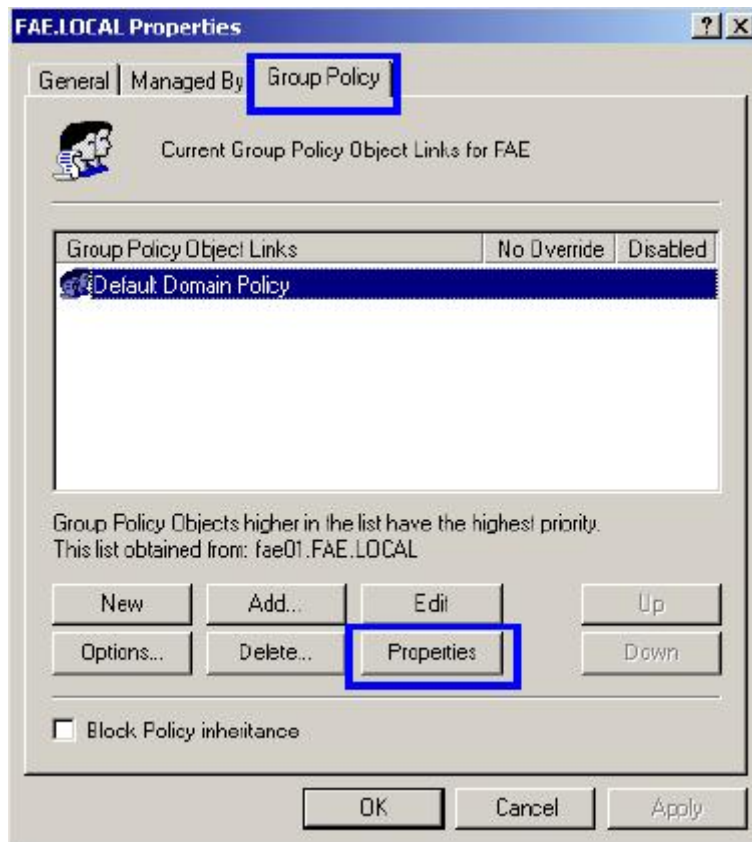 FAE.LOCAL Properties
General Managed By Group Policy
Current Group Policy Object Links for FAE
Group Policy Object Links No Override Disabled
Default Domain Policy
Group Policy Objects higher in the list have the highest priority.
This list obtained from: fae01.FAE.LOCAL
New Add... Edit Up
Options... Delete... Properties Down
Block Policy inheritance
OK Cancel Apply